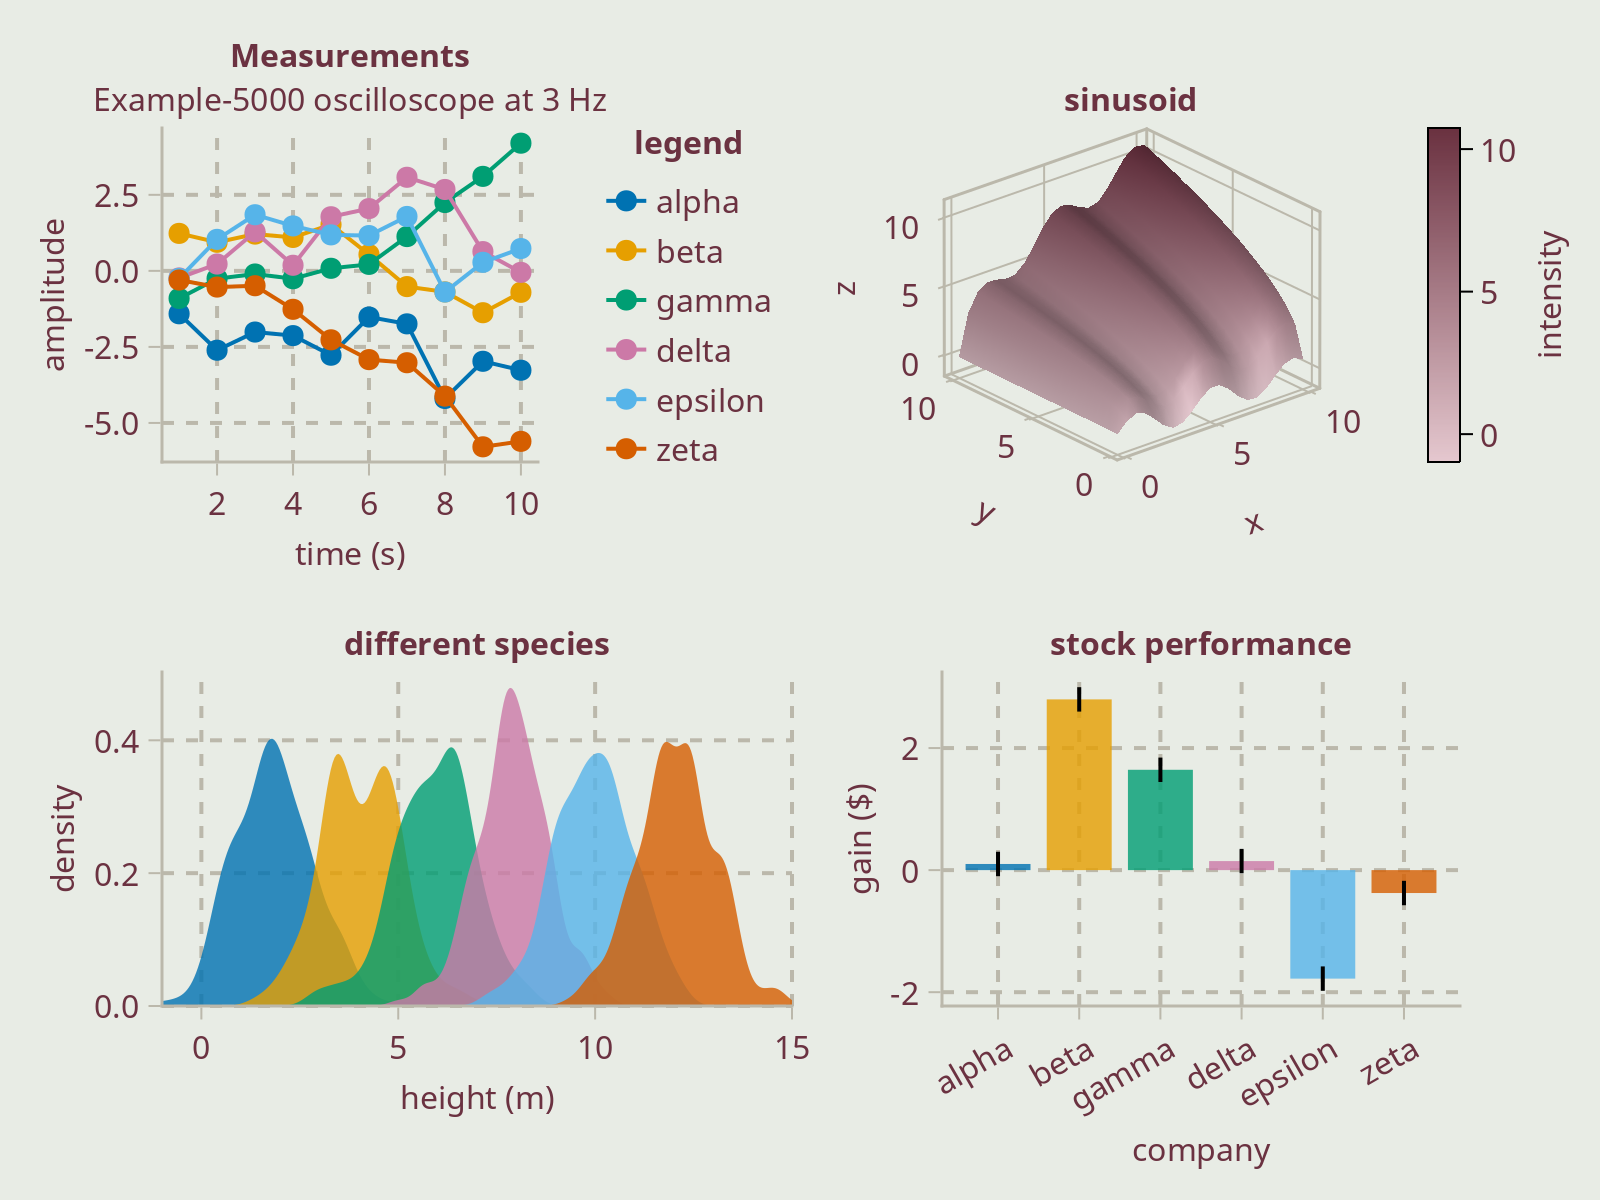 Measurements
Example-5000 oscilloscope at 3 Hz
amplitude
2.5
0.0
-2.5
-5.0
2 4 6 8 10
time (s)
legend
alpha
beta
gamma
delta
epsilon
zeta
sinusoid
z
10
5
0
10
5
0
y
0
5
10
x
10
5
0
intensity
different species
density
0.4
0.2
0.0
0 5 10 15
height (m)
stock performance
gain ($)
2
0
-2
alpha beta gamma delta epsilon zeta
company